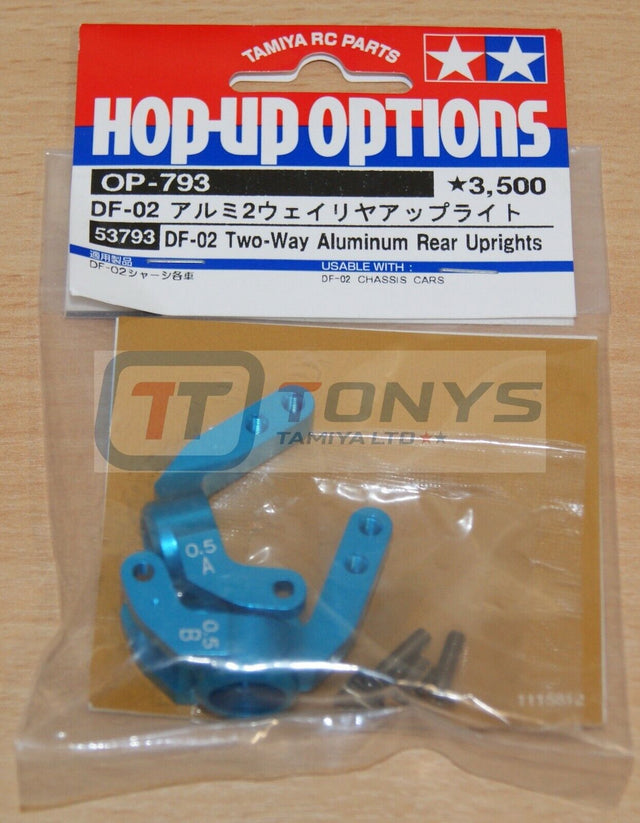 TAMIYA RC PARTS
HOP-UP OPTIONS
OP-793
★3,500
DF-02 アルミ2ウェイリヤアップライト
53793 DF-02 Two-Way Aluminum Rear Uprights
適用製品
DF-02シャーシ各車
USABLE WITH :
DF-02 CHASSIS CARS
TT TONYS
TAMIYA LTD★★
0.5
A
0.5
B
1115812